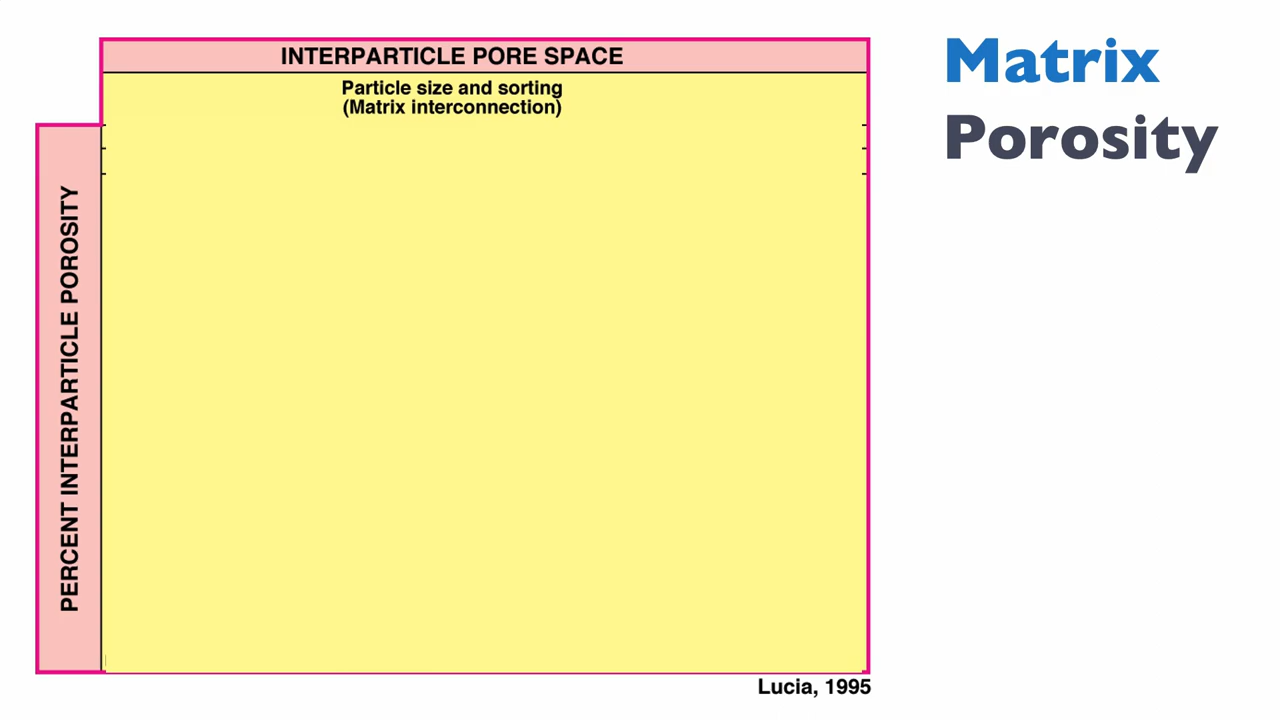 INTERPARTICLE PORE SPACE
Particle size and sorting
(Matrix interconnection)
PERCENT INTERPARTICLE POROSITY
Lucia, 1995
Matrix
Porosity